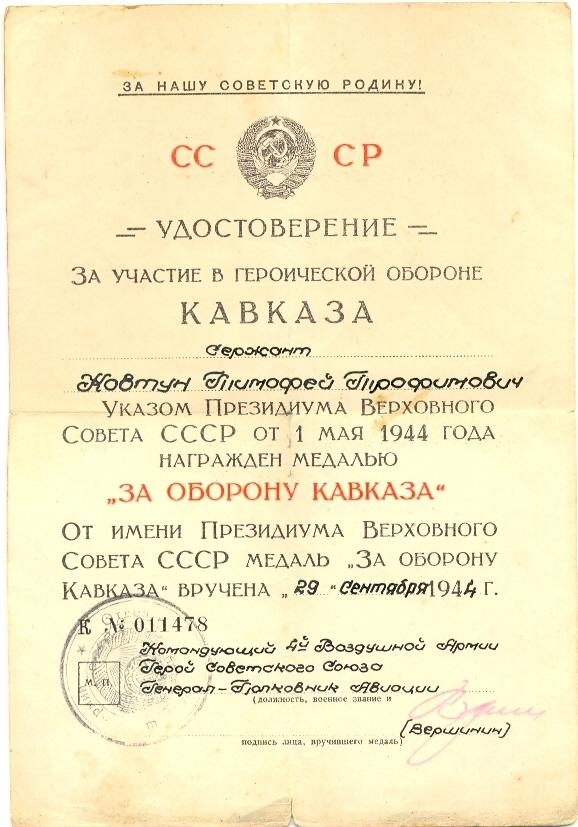 ЗА НАШУ СОВЕТСКУЮ РОДИНУ!
СС СР
УДОСТОВЕРЕНИЕ
ЗА УЧАСТИЕ В ГЕРОИЧЕСКОЙ ОБОРОНЕ
КАВКАЗА
Сержант
Ковтун Тимофей Трофимович
УКАЗОМ ПРЕЗИДИУМА ВЕРХОВНОГО
СОВЕТА СССР ОТ 1 МАЯ 1944 ГОДА
НАГРАЖДЕН МЕДАЛЬЮ
„ЗА ОБОРОНУ КАВКАЗА“
ОТ ИМЕНИ ПРЕЗИДИУМА ВЕРХОВНОГО
СОВЕТА СССР МЕДАЛЬ „ЗА ОБОРОНУ
КАВКАЗА“ ВРУЧЕНА „29“ Сентября 1944 Г.
К № 011478
Командующий 4й Воздушной Армии
Герой Советского Союза
М. П. Генерал-Полковник Авиации
(должность, военное звание и
(Вершинин)
подпись лица, вручившего медаль)